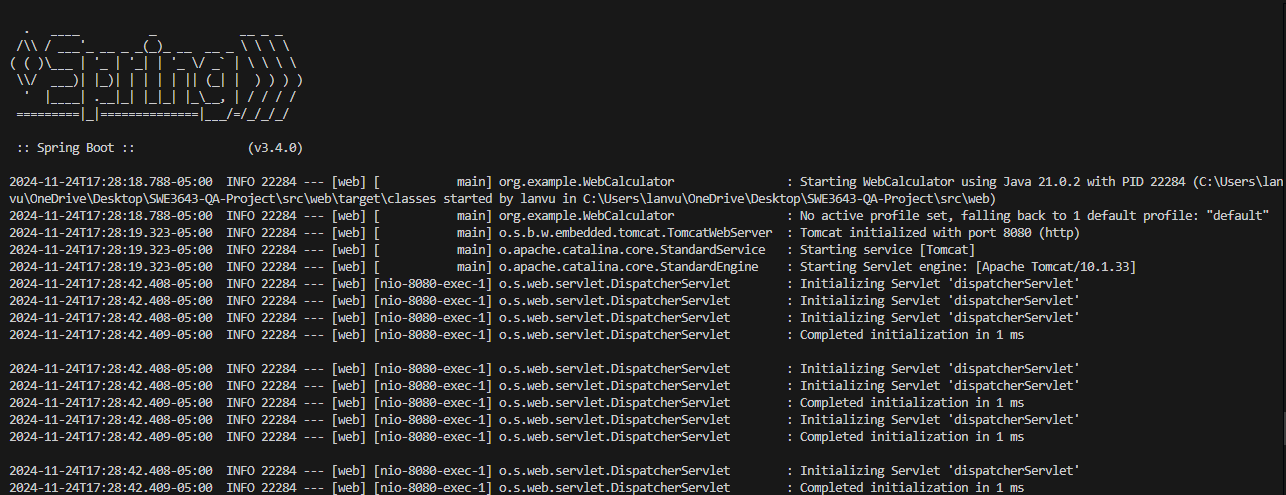 .   ____          _            __ _ _
 /\\ / ___'_ __ _ _(_)_ __  __ _ \ \ \ \
( ( )\___ | '_ | '_| | '_ \/ _` | \ \ \ \
 \\/  ___)| |_)| | | | | || (_| |  ) ) ) )
  '  |____| .__|_| |_|_| |_\__, | / / / /
 =========|_|==============|___/=/_/_/_/

 :: Spring Boot ::                (v3.4.0)

2024-11-24T17:28:18.788-05:00  INFO 22284 --- [web] [           main] org.example.WebCalculator                : Starting WebCalculator using Java 21.0.2 with PID 22284 (C:\Users\lan
vu\OneDrive\Desktop\SWE3643-QA-Project\src\web\target\classes started by lanvu in C:\Users\lanvu\OneDrive\Desktop\SWE3643-QA-Project\src\web)
2024-11-24T17:28:18.788-05:00  INFO 22284 --- [web] [           main] org.example.WebCalculator                : No active profile set, falling back to 1 default profile: "default"
2024-11-24T17:28:19.323-05:00  INFO 22284 --- [web] [           main] o.s.b.w.embedded.tomcat.TomcatWebServer  : Tomcat initialized with port 8080 (http)
2024-11-24T17:28:19.323-05:00  INFO 22284 --- [web] [           main] o.apache.catalina.core.StandardService   : Starting service [Tomcat]
2024-11-24T17:28:19.323-05:00  INFO 22284 --- [web] [           main] o.apache.catalina.core.StandardEngine    : Starting Servlet engine: [Apache Tomcat/10.1.33]
2024-11-24T17:28:42.408-05:00  INFO 22284 --- [web] [nio-8080-exec-1] o.s.web.servlet.DispatcherServlet        : Initializing Servlet 'dispatcherServlet'
2024-11-24T17:28:42.408-05:00  INFO 22284 --- [web] [nio-8080-exec-1] o.s.web.servlet.DispatcherServlet        : Initializing Servlet 'dispatcherServlet'
2024-11-24T17:28:42.408-05:00  INFO 22284 --- [web] [nio-8080-exec-1] o.s.web.servlet.DispatcherServlet        : Initializing Servlet 'dispatcherServlet'
2024-11-24T17:28:42.409-05:00  INFO 22284 --- [web] [nio-8080-exec-1] o.s.web.servlet.DispatcherServlet        : Completed initialization in 1 ms

2024-11-24T17:28:42.408-05:00  INFO 22284 --- [web] [nio-8080-exec-1] o.s.web.servlet.DispatcherServlet        : Initializing Servlet 'dispatcherServlet'
2024-11-24T17:28:42.408-05:00  INFO 22284 --- [web] [nio-8080-exec-1] o.s.web.servlet.DispatcherServlet        : Initializing Servlet 'dispatcherServlet'
2024-11-24T17:28:42.409-05:00  INFO 22284 --- [web] [nio-8080-exec-1] o.s.web.servlet.DispatcherServlet        : Completed initialization in 1 ms
2024-11-24T17:28:42.408-05:00  INFO 22284 --- [web] [nio-8080-exec-1] o.s.web.servlet.DispatcherServlet        : Initializing Servlet 'dispatcherServlet'
2024-11-24T17:28:42.409-05:00  INFO 22284 --- [web] [nio-8080-exec-1] o.s.web.servlet.DispatcherServlet        : Completed initialization in 1 ms

2024-11-24T17:28:42.408-05:00  INFO 22284 --- [web] [nio-8080-exec-1] o.s.web.servlet.DispatcherServlet        : Initializing Servlet 'dispatcherServlet'
2024-11-24T17:28:42.409-05:00  INFO 22284 --- [web] [nio-8080-exec-1] o.s.web.servlet.DispatcherServlet        : Completed initialization in 1 ms